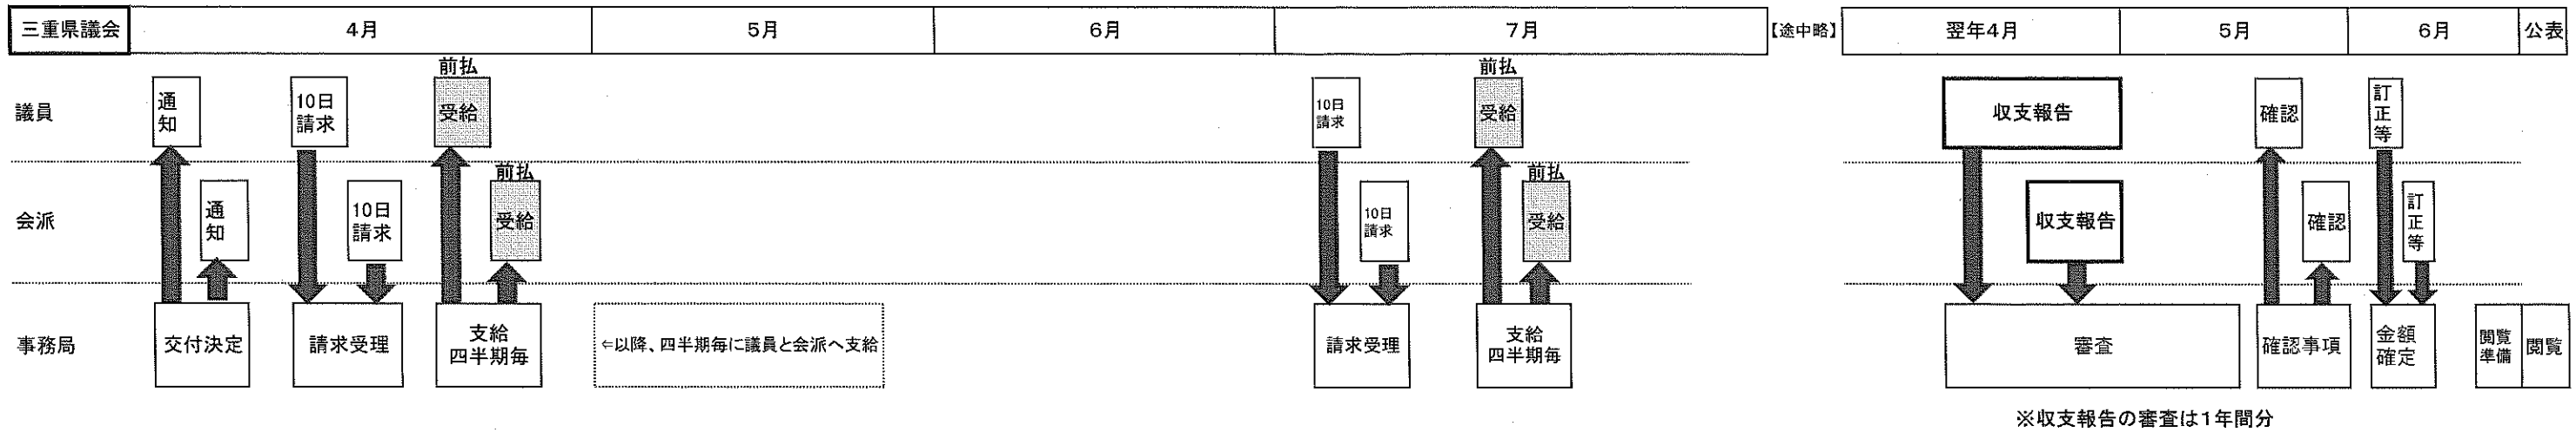 三重県議会 4月 5月 6月 7月 【途中略】 翌年4月 5月 6月 公表
前払 前払
議員 通知 10日請求 受給 10日請求 受給 収支報告 確認 訂正等
前払 前払
会派 通知 10日請求 受給 10日請求 受給 収支報告 確認 訂正等
事務局 交付決定 請求受理 支給四半期毎 ⇐以降、四半期毎に議員と会派へ支給 請求受理 支給四半期毎 審査 確認事項 金額確定 閲覧準備 閲覧
※収支報告の審査は1年間分